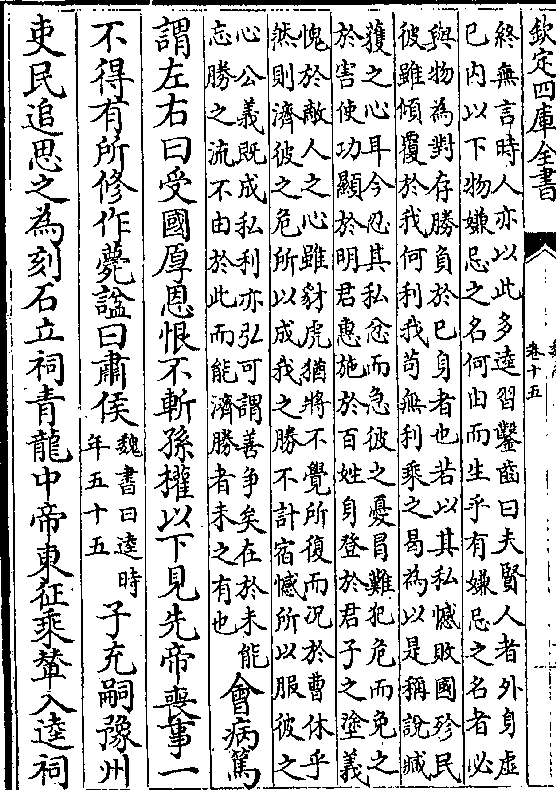 欽定四庫全書
卷十五
終無言時人亦以此多逵習鑿齒曰夫賢人者外身虛
已内以下物嫌忌之名何由而生乎有嫌忌之名者必
與物為對存勝負於已身者也若以其私憾敗國殄民
彼雖傾覆於我何利我苟無利乘之曷為以是稱說臧
獲之心耳今忍其私忿而急彼之憂冒難犯危而免之
於害使功顯於明君惠施於百姓身登於君子之塗義
愧於敵人之心雖豺虎猶將不覺所復而況於曹休乎
然則濟彼之危所以成我之勝不計宿憾所以服彼之
心公義既成私利亦弘可謂善爭矣在於未能
忘勝之流不由於此而能濟勝者未之有也
會病篤
謂左右曰受國厚恩恨不斬孫權以下見先帝喪事一
不得有所修作薨諡曰肅侯
魏書曰逵時
年五十五
子充嗣豫州
吏民追思之為刻石立祠青龍中帝東征乘輦入逵祠